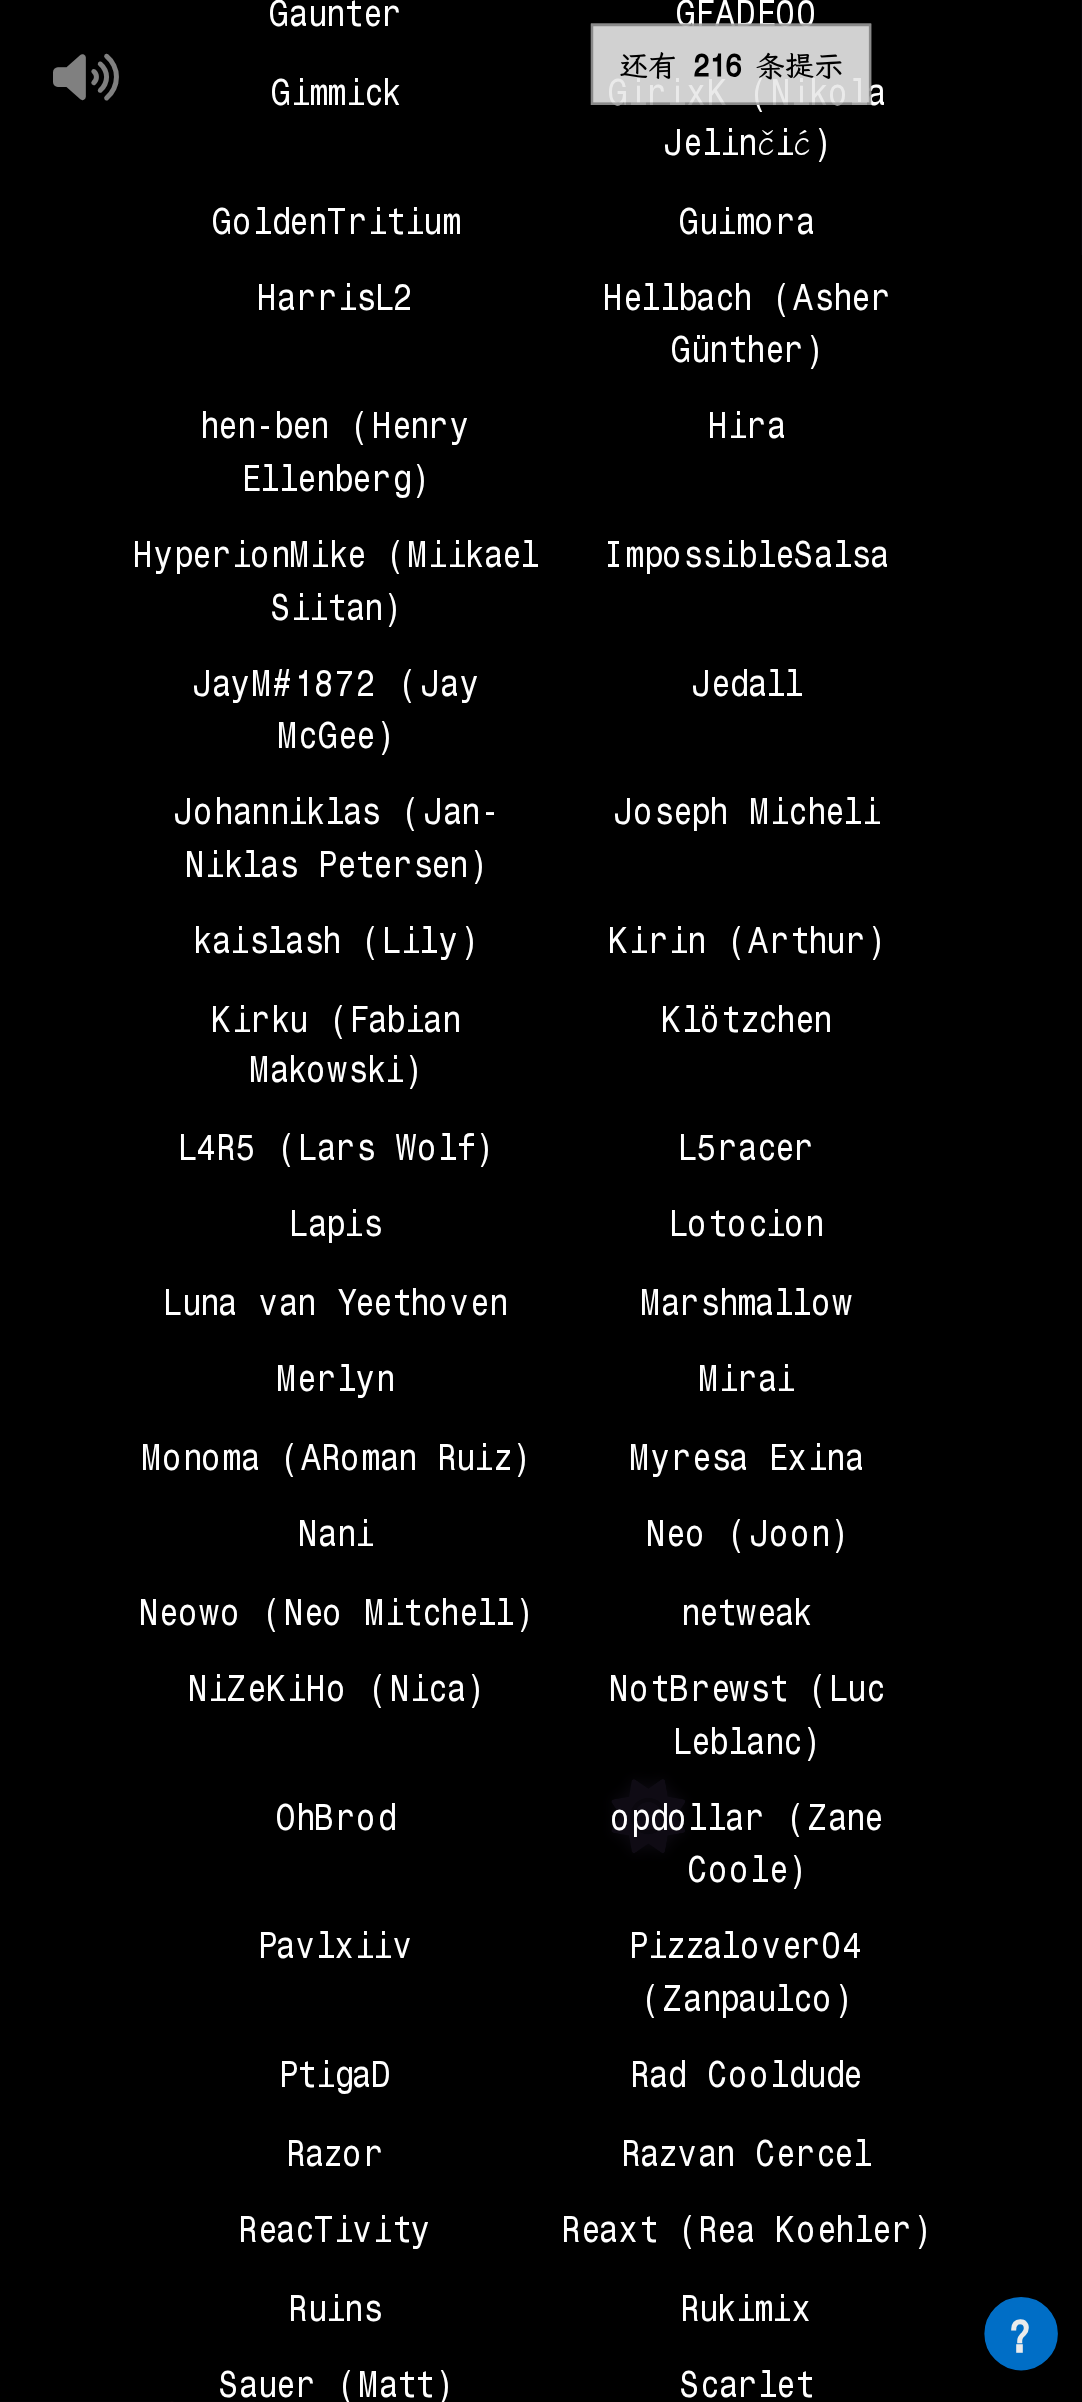 Gaunter GFADFOO
还有 216 条提示
Gimmick GirixK (Nikola
Jelinčić)
GoldenTritium Guimora
HarrisL2 Hellbach (Asher
Günther)
hen-ben (Henry Hira
Ellenberg)
HyperionMike (Miikael ImpossibleSalsa
Siitan)
JayM#1872 (Jay Jedall
McGee)
Johanniklas (Jan- Joseph Micheli
Niklas Petersen)
kaislash (Lily) Kirin (Arthur)
Kirku (Fabian Klötzchen
Makowski)
L4R5 (Lars Wolf) L5racer
Lapis Lotocion
Luna van Yeethoven Marshmallow
Merlyn Mirai
Monoma (ARoman Ruiz) Myresa Exina
Nani Neo (Joon)
Neowo (Neo Mitchell) netweak
NiZeKiHo (Nica) NotBrewst (Luc
Leblanc)
OhBrod opdollar (Zane
Coole)
Pavlxiiv Pizzalover04
(Zanpaulco)
PtigaD Rad Cooldude
Razor Razvan Cercel
ReacTivity Reaxt (Rea Koehler)
Ruins Rukimix
?
Sauer (Matt) Scarlet